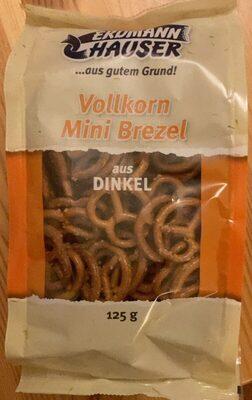 ERDMANN
HAUSER
...aus gutem Grund!
Vollkorn
Mini Brezel
aus
DINKEL
125 g